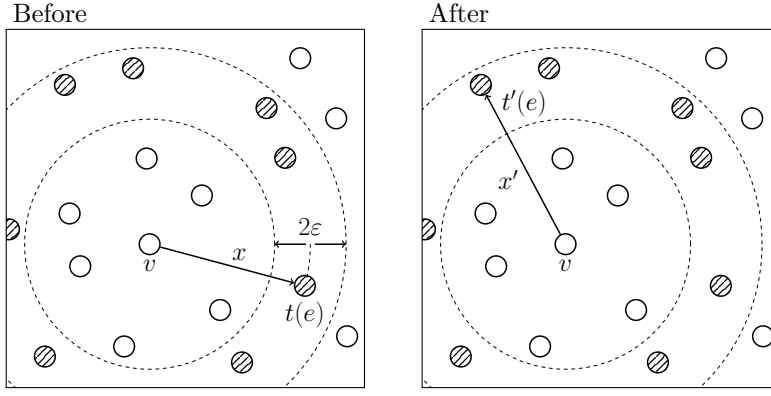 Before
After
t'(e)
x'
2ε
x
v
v
t(e)